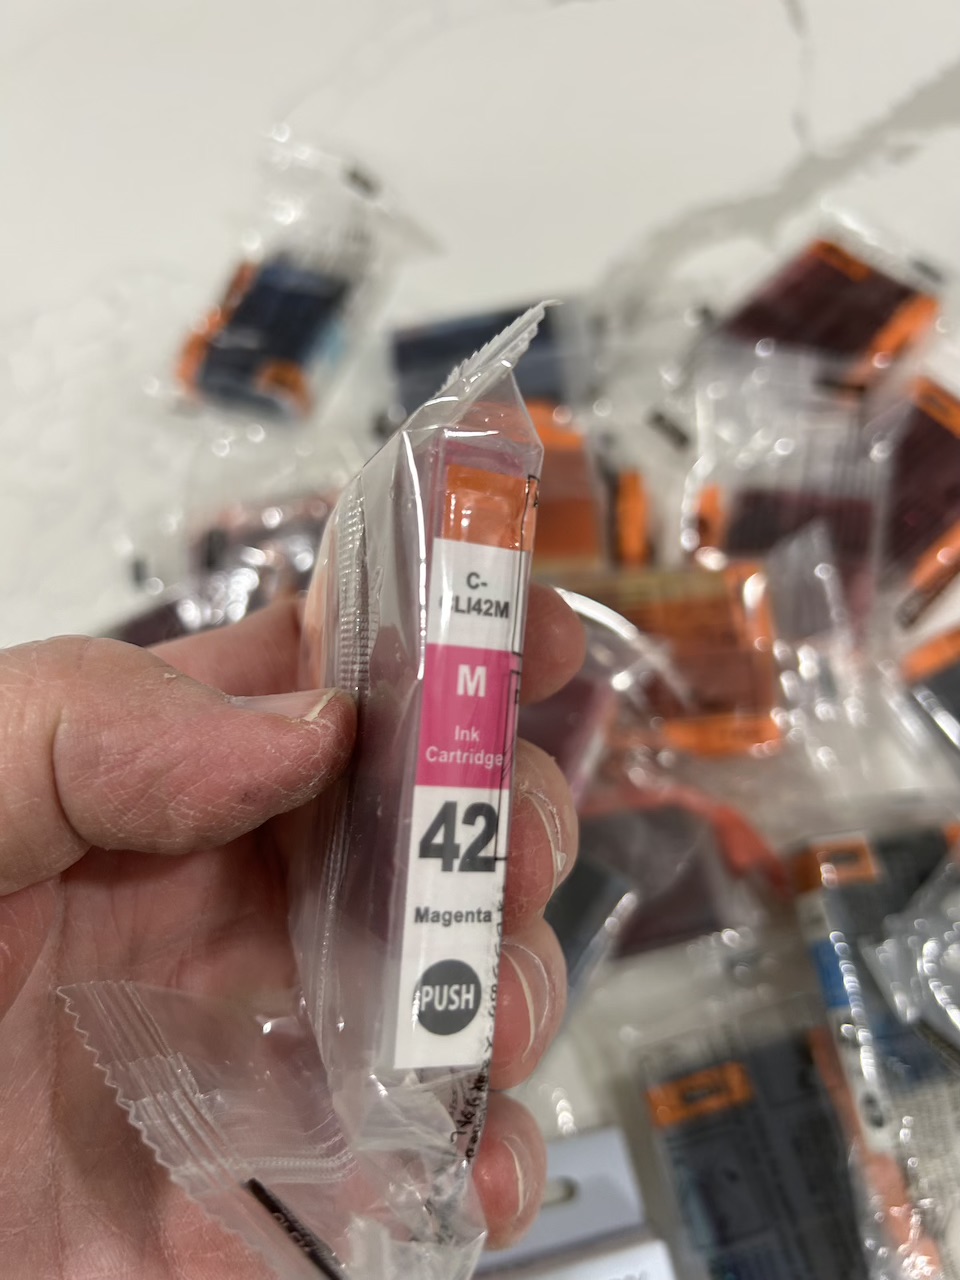 C-
CLI42M
M
Ink
Cartridge
42
Magenta
PUSH